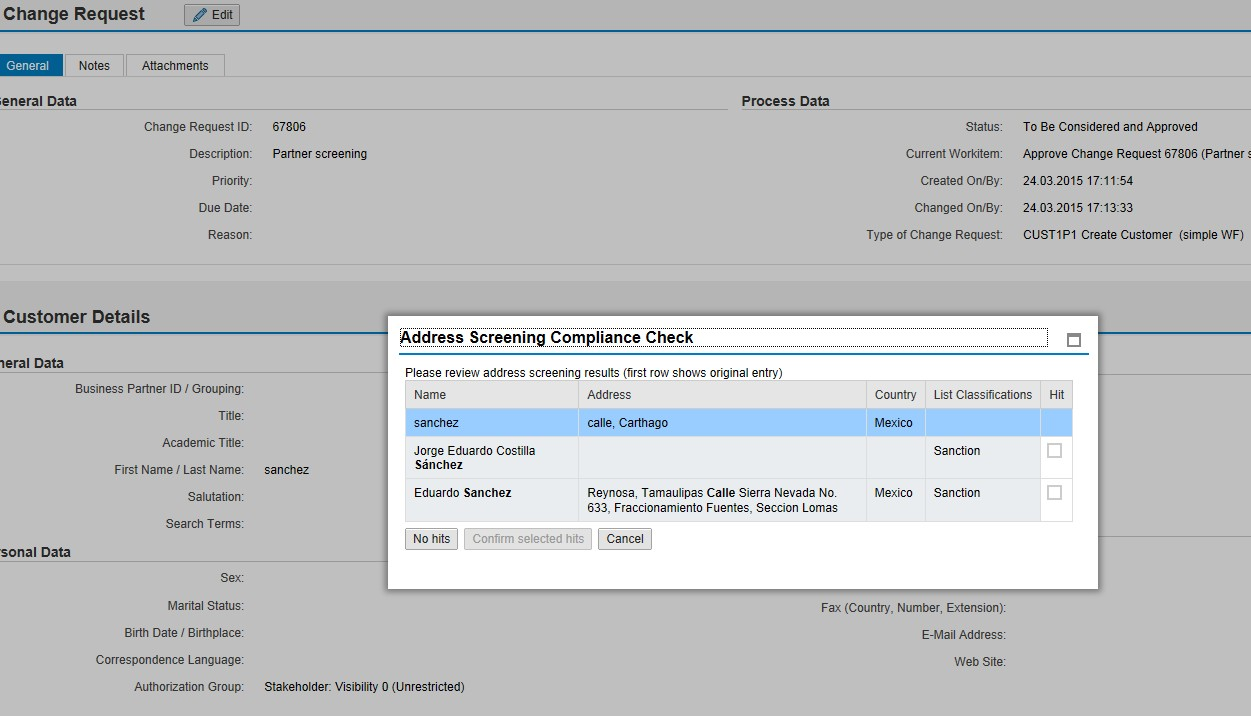 Change Request Edit
General Notes Attachments
General Data Process Data
Change Request ID: 67806 Status: To Be Considered and Approved
Description: Partner screening Current Workitem: Approve Change Request 67806 (Partner s
Priority: Created On/By: 24.03.2015 17:11:54
Due Date: Changed On/By: 24.03.2015 17:13:33
Reason: Type of Change Request: CUST1P1 Create Customer (simple WF)
Customer Details
Address Screening Compliance Check
Please review address screening results (first row shows original entry)
Name Address Country List Classifications Hit
sanchez calle, Carthago Mexico
Jorge Eduardo Costilla Sanction
Sánchez
Eduardo Sanchez Reynosa, Tamaulipas Calle Sierra Nevada No. Mexico Sanction
633, Fraccionamiento Fuentes, Seccion Lomas
No hits Confirm selected hits Cancel
neral Data
Business Partner ID / Grouping:
Title:
Academic Title:
First Name / Last Name: sanchez
Salutation:
Search Terms:
rsonal Data
Sex:
Marital Status: Fax (Country, Number, Extension):
Birth Date / Birthplace: E-Mail Address:
Correspondence Language: Web Site:
Authorization Group: Stakeholder: Visibility 0 (Unrestricted)